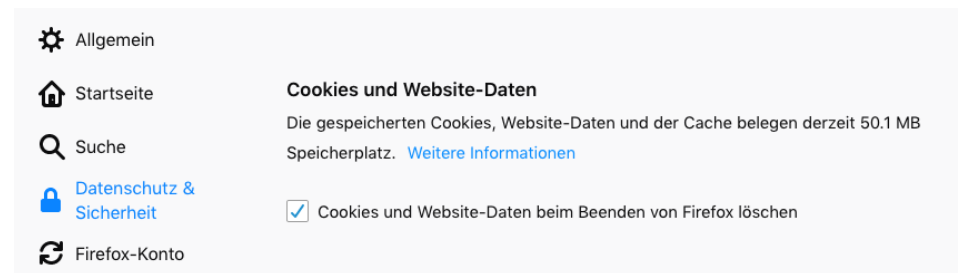 Allgemein
Startseite
Suche
Datenschutz &
Sicherheit
Firefox-Konto
Cookies und Website-Daten
Die gespeicherten Cookies, Website-Daten und der Cache belegen derzeit 50.1 MB
Speicherplatz. Weitere Informationen
Cookies und Website-Daten beim Beenden von Firefox löschen